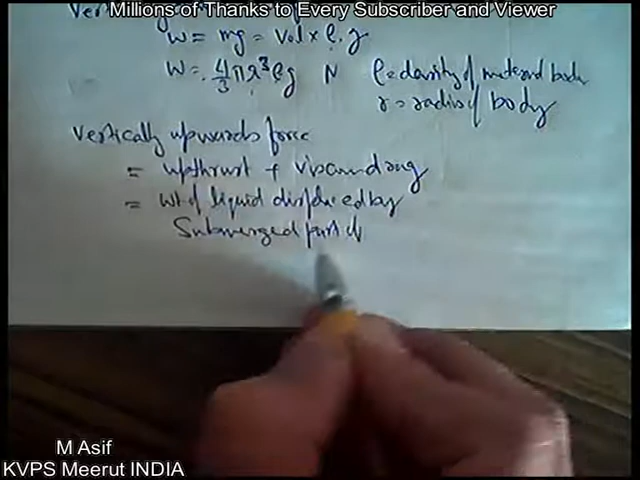 Millions of Thanks to Every Subscriber and Viewer
W = mg = Vol × ρ. g
W = . 4/3 πr³ρg N ρ = density of material body
r = radius of body
Vertically upwards force
= upthrust + viscous drag
= wt of liquid displaced by
Submerged part of
M Asif
KVPS Meerut INDIA